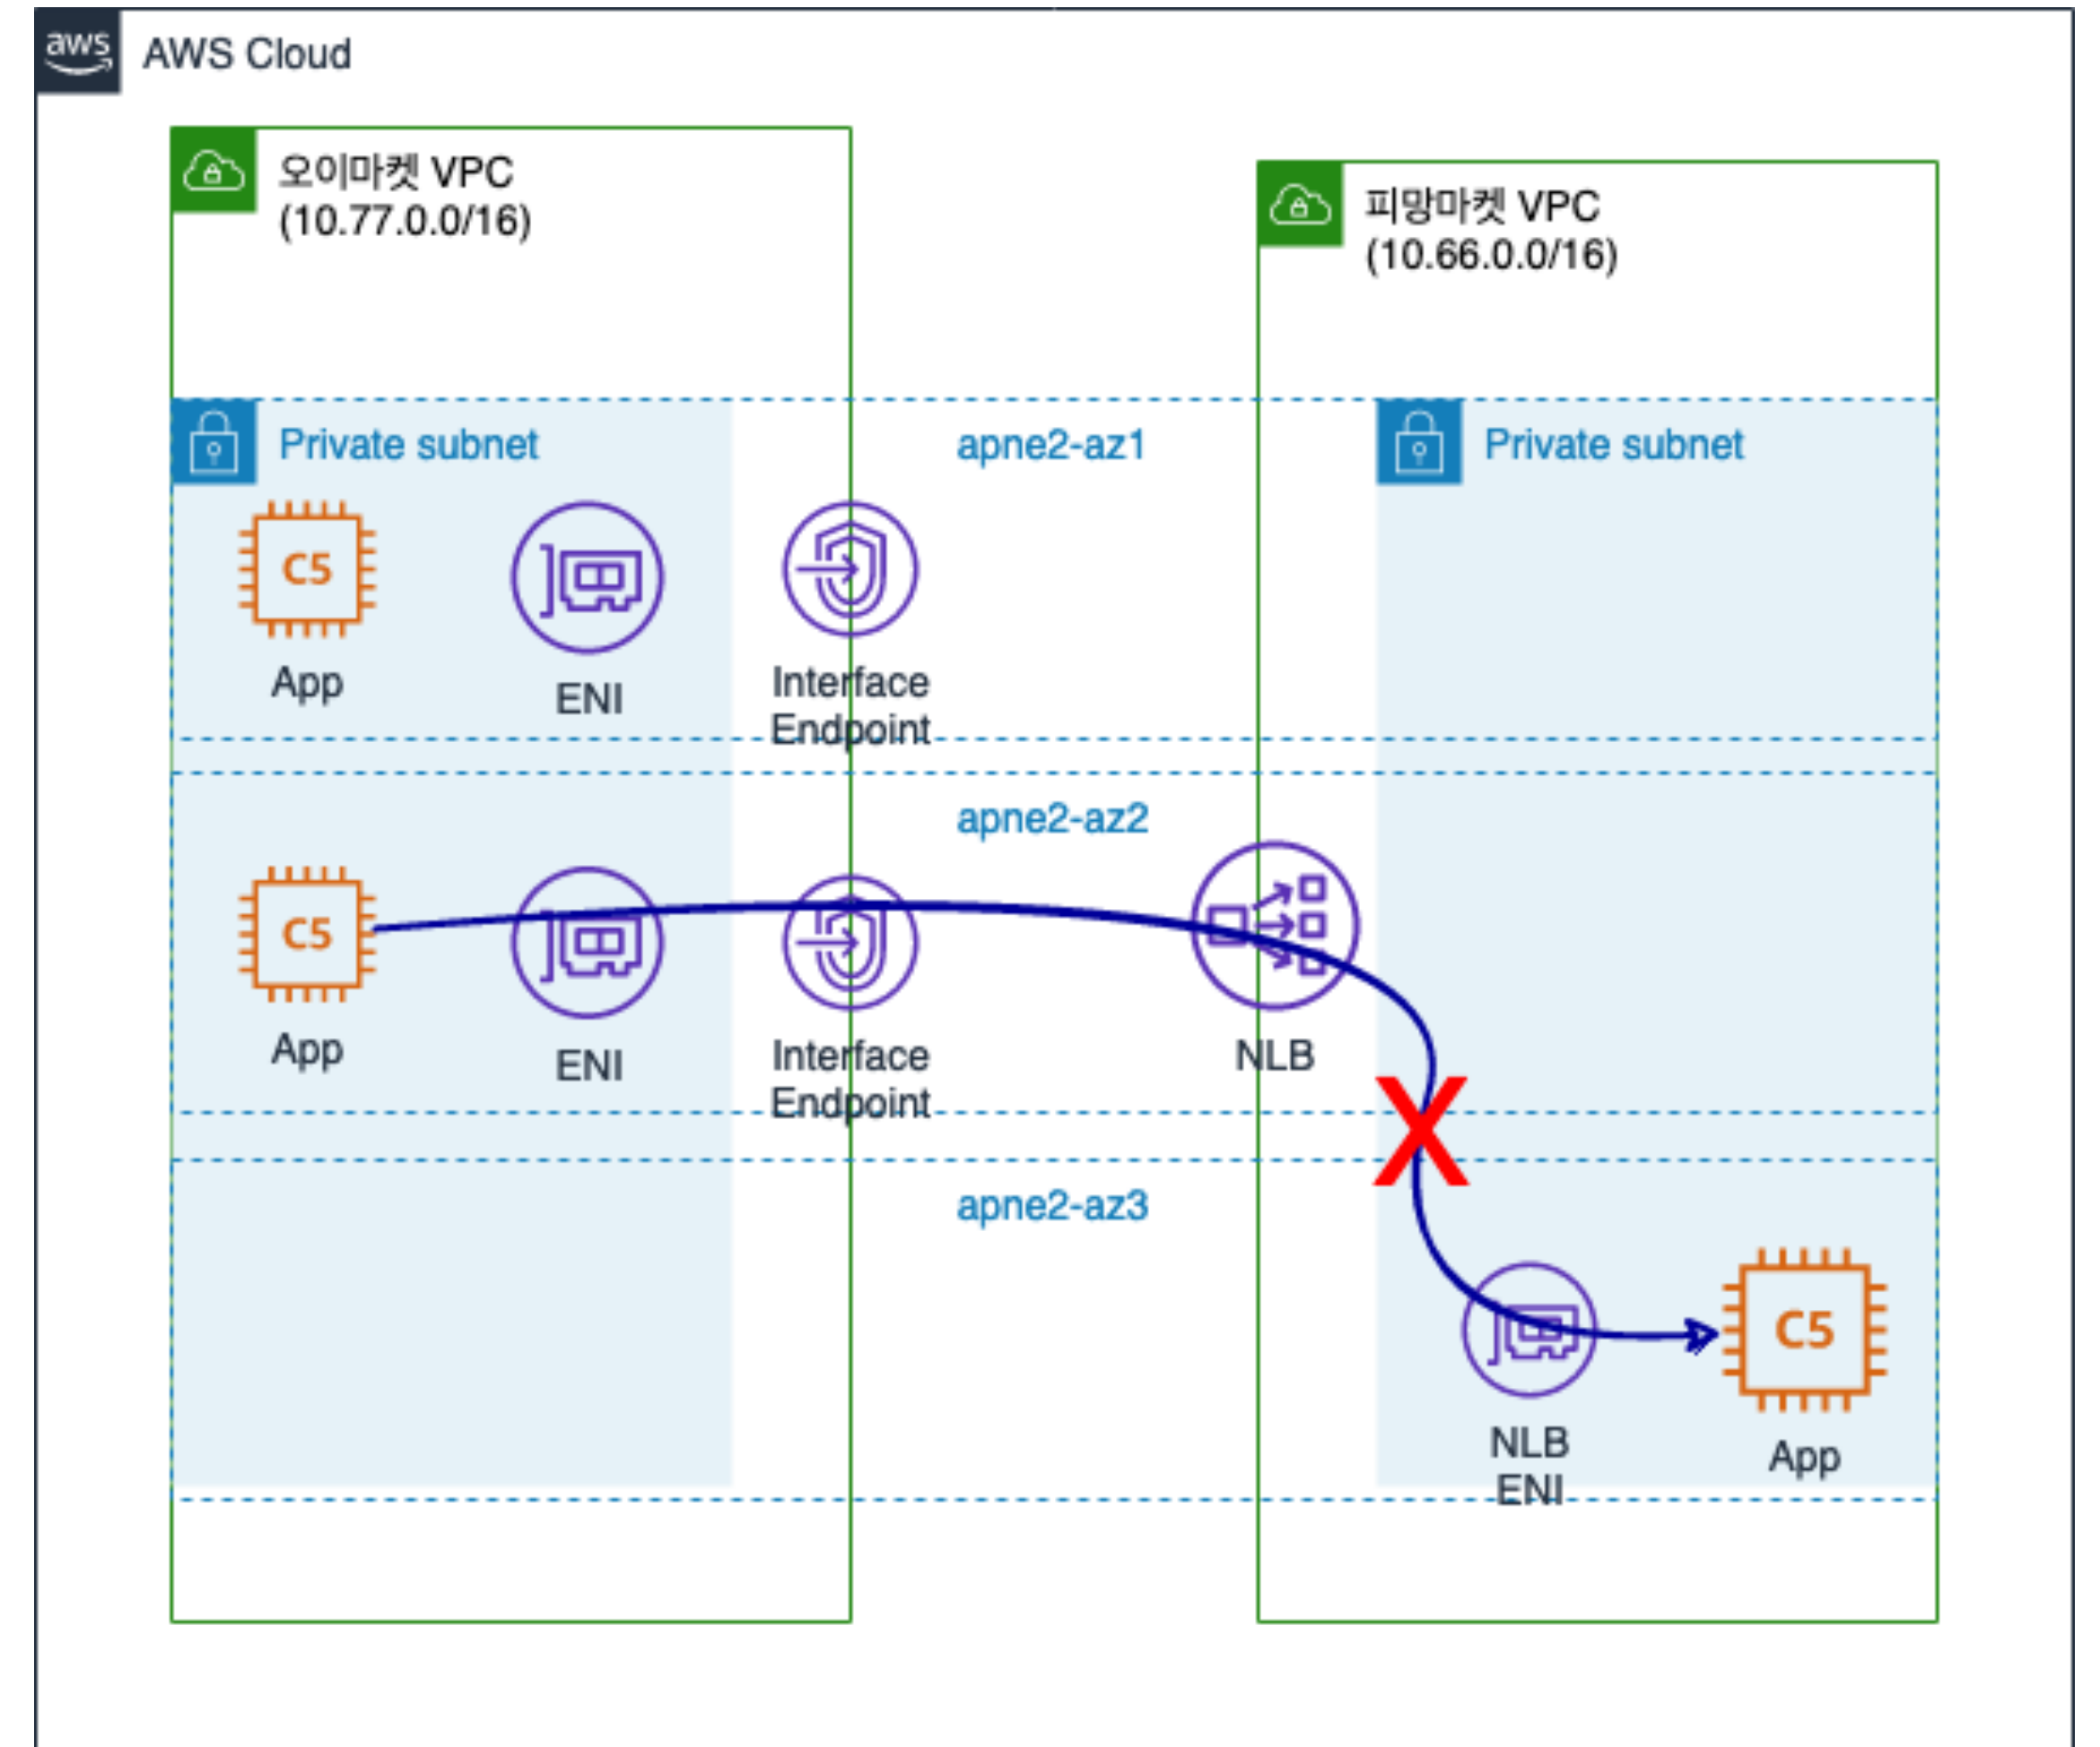 aws
AWS Cloud
오이마켓 VPC
(10.77.0.0/16)
피망마켓 VPC
(10.66.0.0/16)
Private subnet
apne2-az1
Private subnet
C5
App
ENI
Interface
Endpoint
apne2-az2
C5
App
ENI
Interface
Endpoint
NLB
X
apne2-az3
NLB
ENI
C5
App